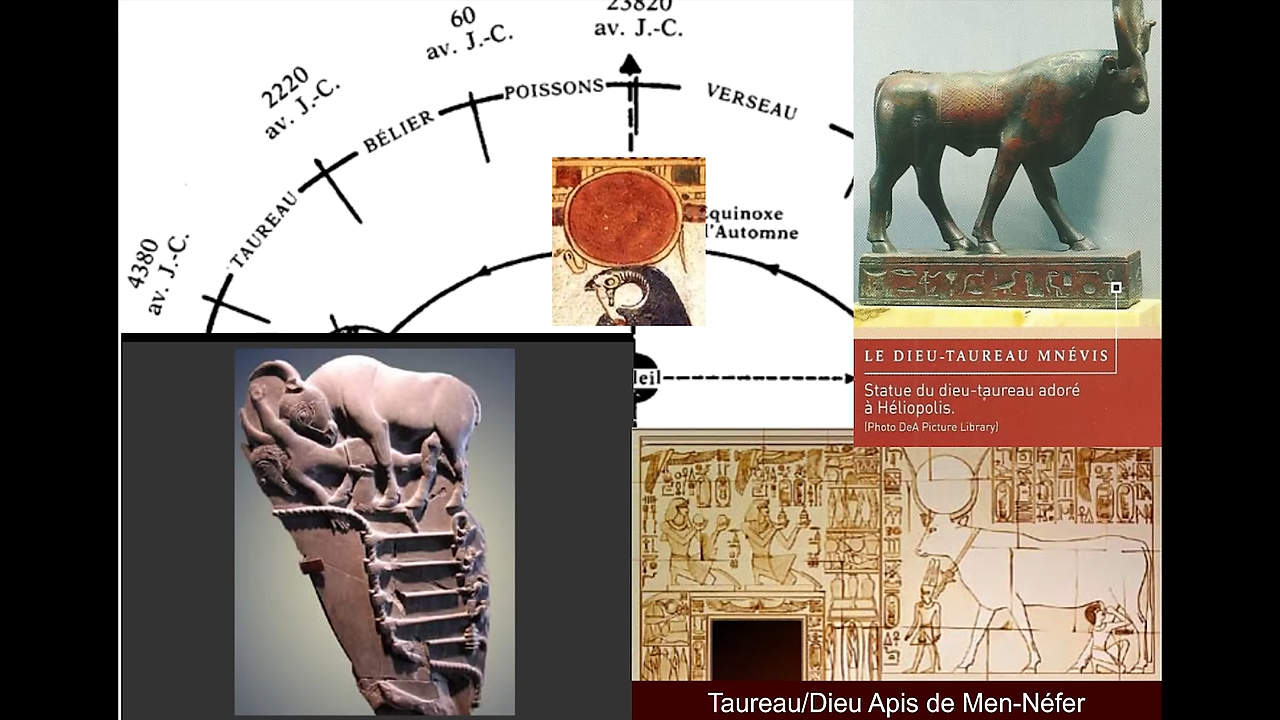 23820
av. J.-C.
60
av. J.-C.
2220
av. J.-C.
4380
av. J.-C.
TAUREAU
BÉLIER
POISSONS
VERSEAU
quinoxe
l'Automne
leil
LE DIEU-TAUREAU MNÉVIS
Statue du dieu-taureau adoré
à Héliopolis.
(Photo DeA Picture Library)
Taureau/Dieu Apis de Men-Néfer